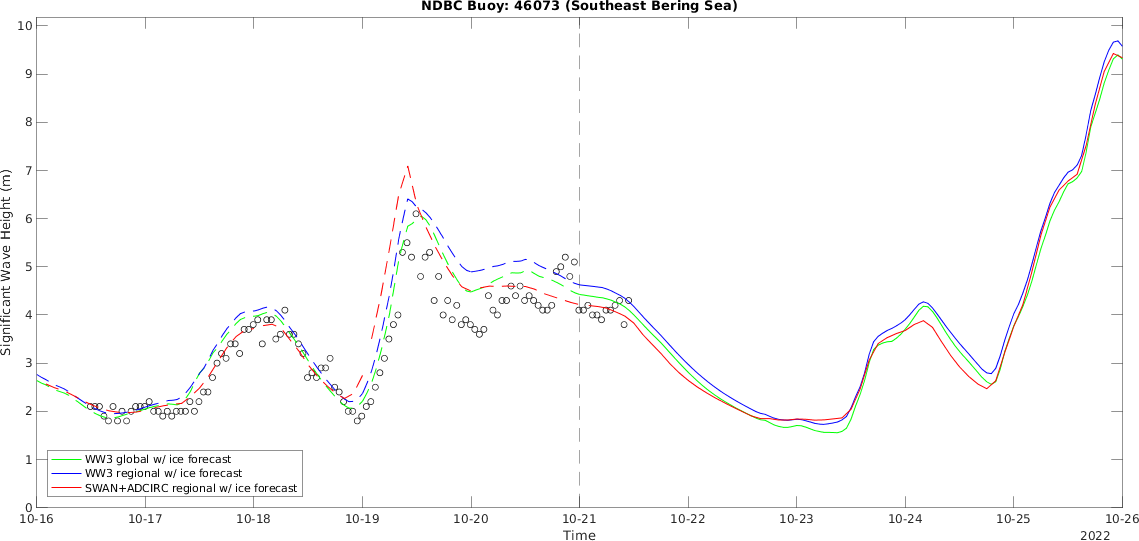 NDBC Buoy: 46073 (Southeast Bering Sea)
Significant Wave Height (m)
10
9
8
7
6
5
4
3
2
1
0
WW3 global w/ ice forecast
WW3 regional w/ ice forecast
SWAN+ADCIRC regional w/ ice forecast
10-16 10-17 10-18 10-19 10-20 10-21 10-22 10-23 10-24 10-25 10-26
Time
2022